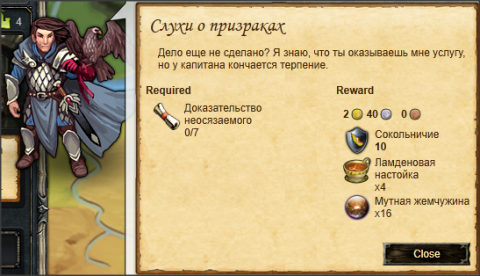 4
Слухи о призраках
Дело еще не сделано? Я знаю, что ты оказываешь мне услугу,
но у капитана кончается терпение.
Required
Доказательство
неосязаемого
0/7
Reward
2 40 0
Сокольничие
10
Ламденовая
настойка
x4
Мутная жемчужина
x16
Close